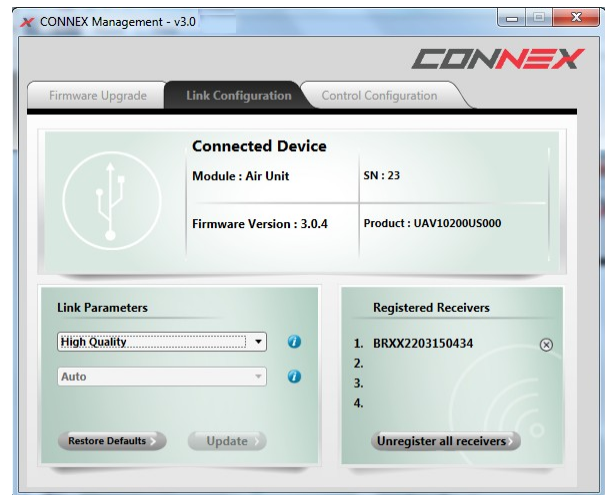 CONNEX Management - v3.0
CONNEX
Firmware Upgrade Link Configuration Control Configuration
Connected Device
Module : Air Unit SN : 23
Firmware Version : 3.0.4 Product : UAV10200US000
Link Parameters
High Quality
Auto
Restore Defaults Update
Registered Receivers
1. BRXX2203150434
2.
3.
4.
Unregister all receivers